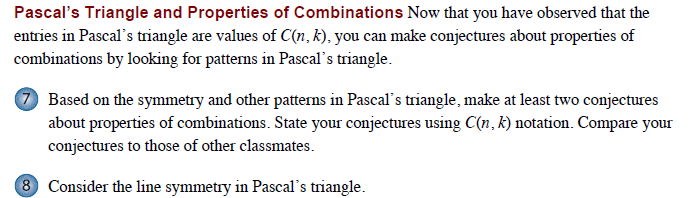 Pascal's Triangle and Properties of Combinations Now that you have observed that the
entries in Pascal's triangle are values of C(n, k), you can make conjectures about properties of
combinations by looking for patterns in Pascal's triangle.
7 Based on the symmetry and other patterns in Pascal's triangle, make at least two conjectures
about properties of combinations. State your conjectures using C(n, k) notation. Compare your
conjectures to those of other classmates.
8 Consider the line symmetry in Pascal's triangle.